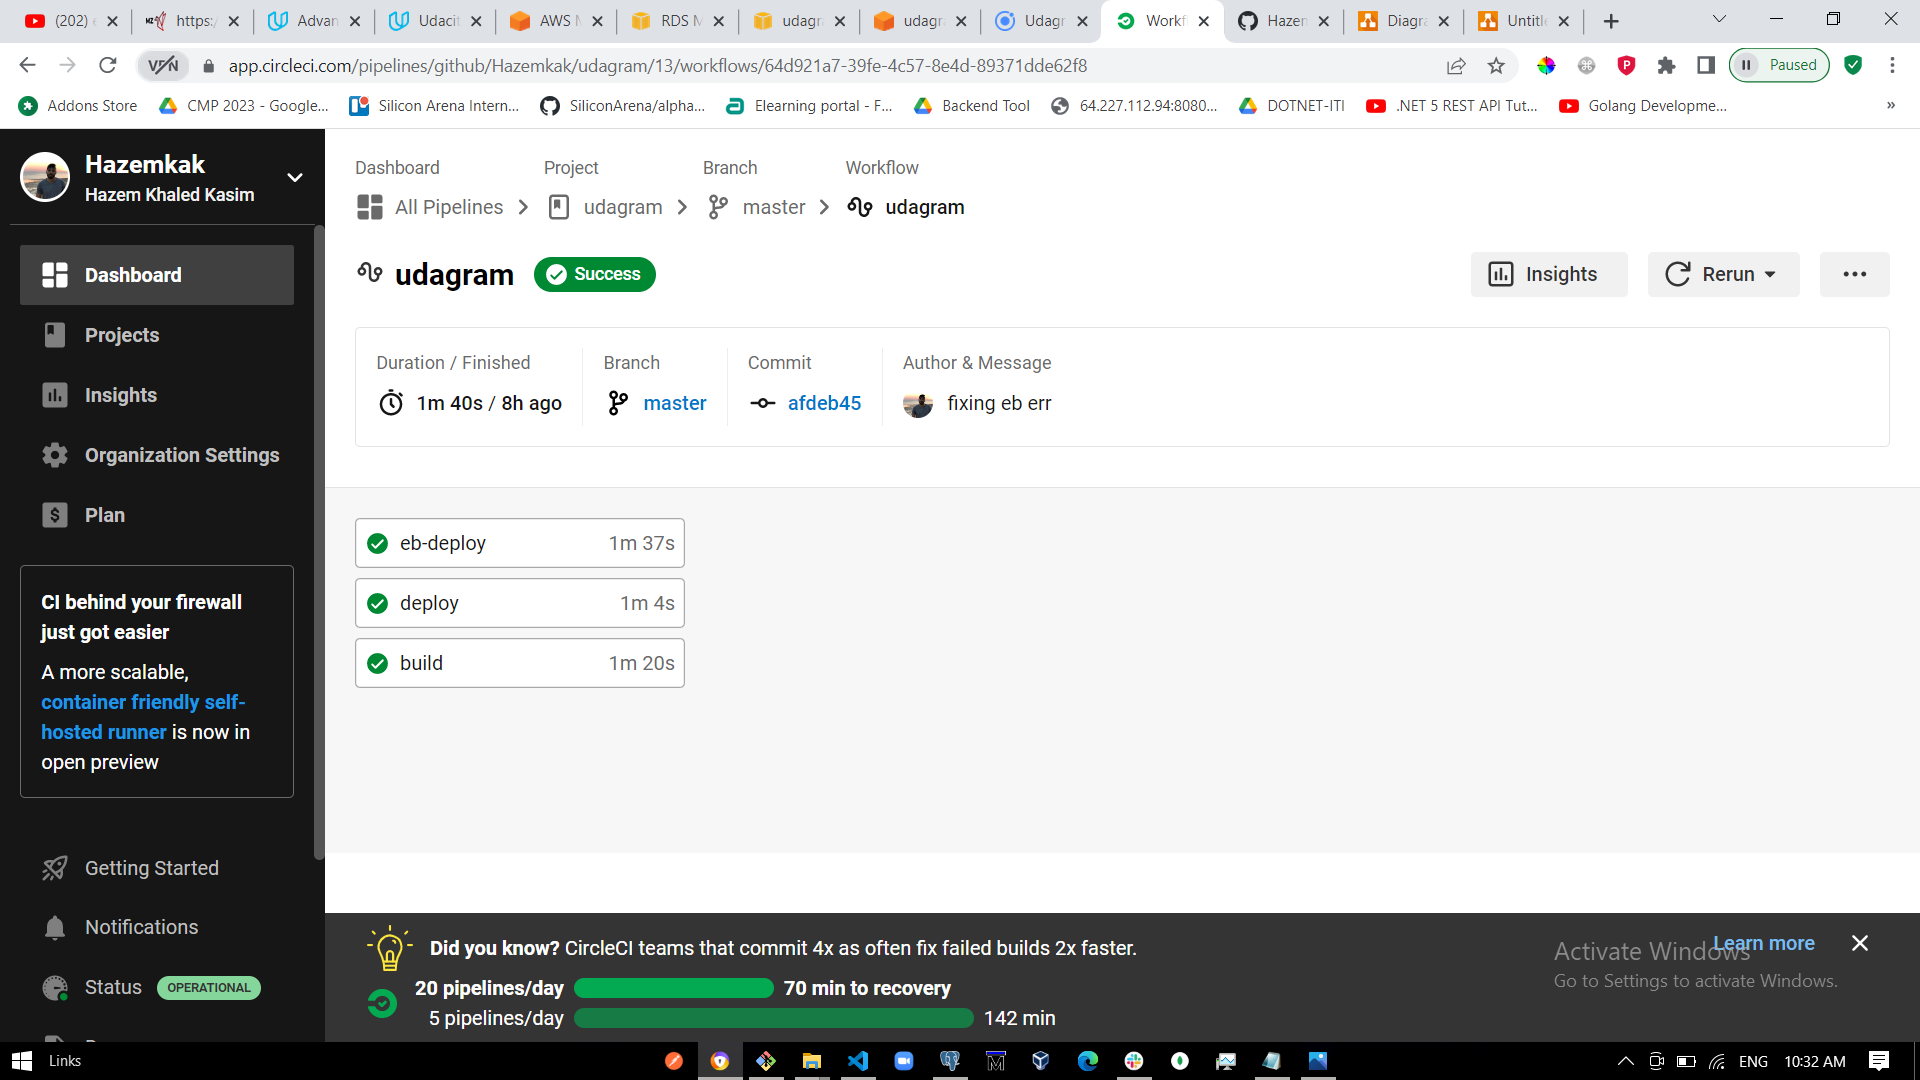 (202)
https:/
Advan
Udacit
AWS M
RDS M
udagra
udagra
Udagr
Workfl
Hazem
Diagra
Untitle
VPN
app.circleci.com/pipelines/github/Hazemkak/udagram/13/workflows/64d921a7-39fe-4c57-8e4d-89371dde62f8
Paused
Addons Store
CMP 2023 - Google...
Silicon Arena Intern...
SiliconArena/alpha...
Elearning portal - F...
Backend Tool
64.227.112.94:8080...
DOTNET-ITI
.NET 5 REST API Tut...
Golang Developme...
»
Hazemkak
Hazem Khaled Kasim
Dashboard
Projects
Insights
Organization Settings
Plan
CI behind your firewall
just got easier
A more scalable,
container friendly self-
hosted runner is now in
open preview
Getting Started
Notifications
Status OPERATIONAL
Dashboard Project Branch Workflow
All Pipelines udagram master udagram
udagram Success
Insights
Rerun
Duration / Finished
1m 40s / 8h ago
Branch
master
Commit
afdeb45
Author & Message
fixing eb err
eb-deploy 1m 37s
deploy 1m 4s
build 1m 20s
Did you know? CircleCI teams that commit 4x as often fix failed builds 2x faster.
20 pipelines/day 70 min to recovery
5 pipelines/day 142 min
Learn more
Activate Windows
Go to Settings to activate Windows.
Links
ENG
10:32 AM